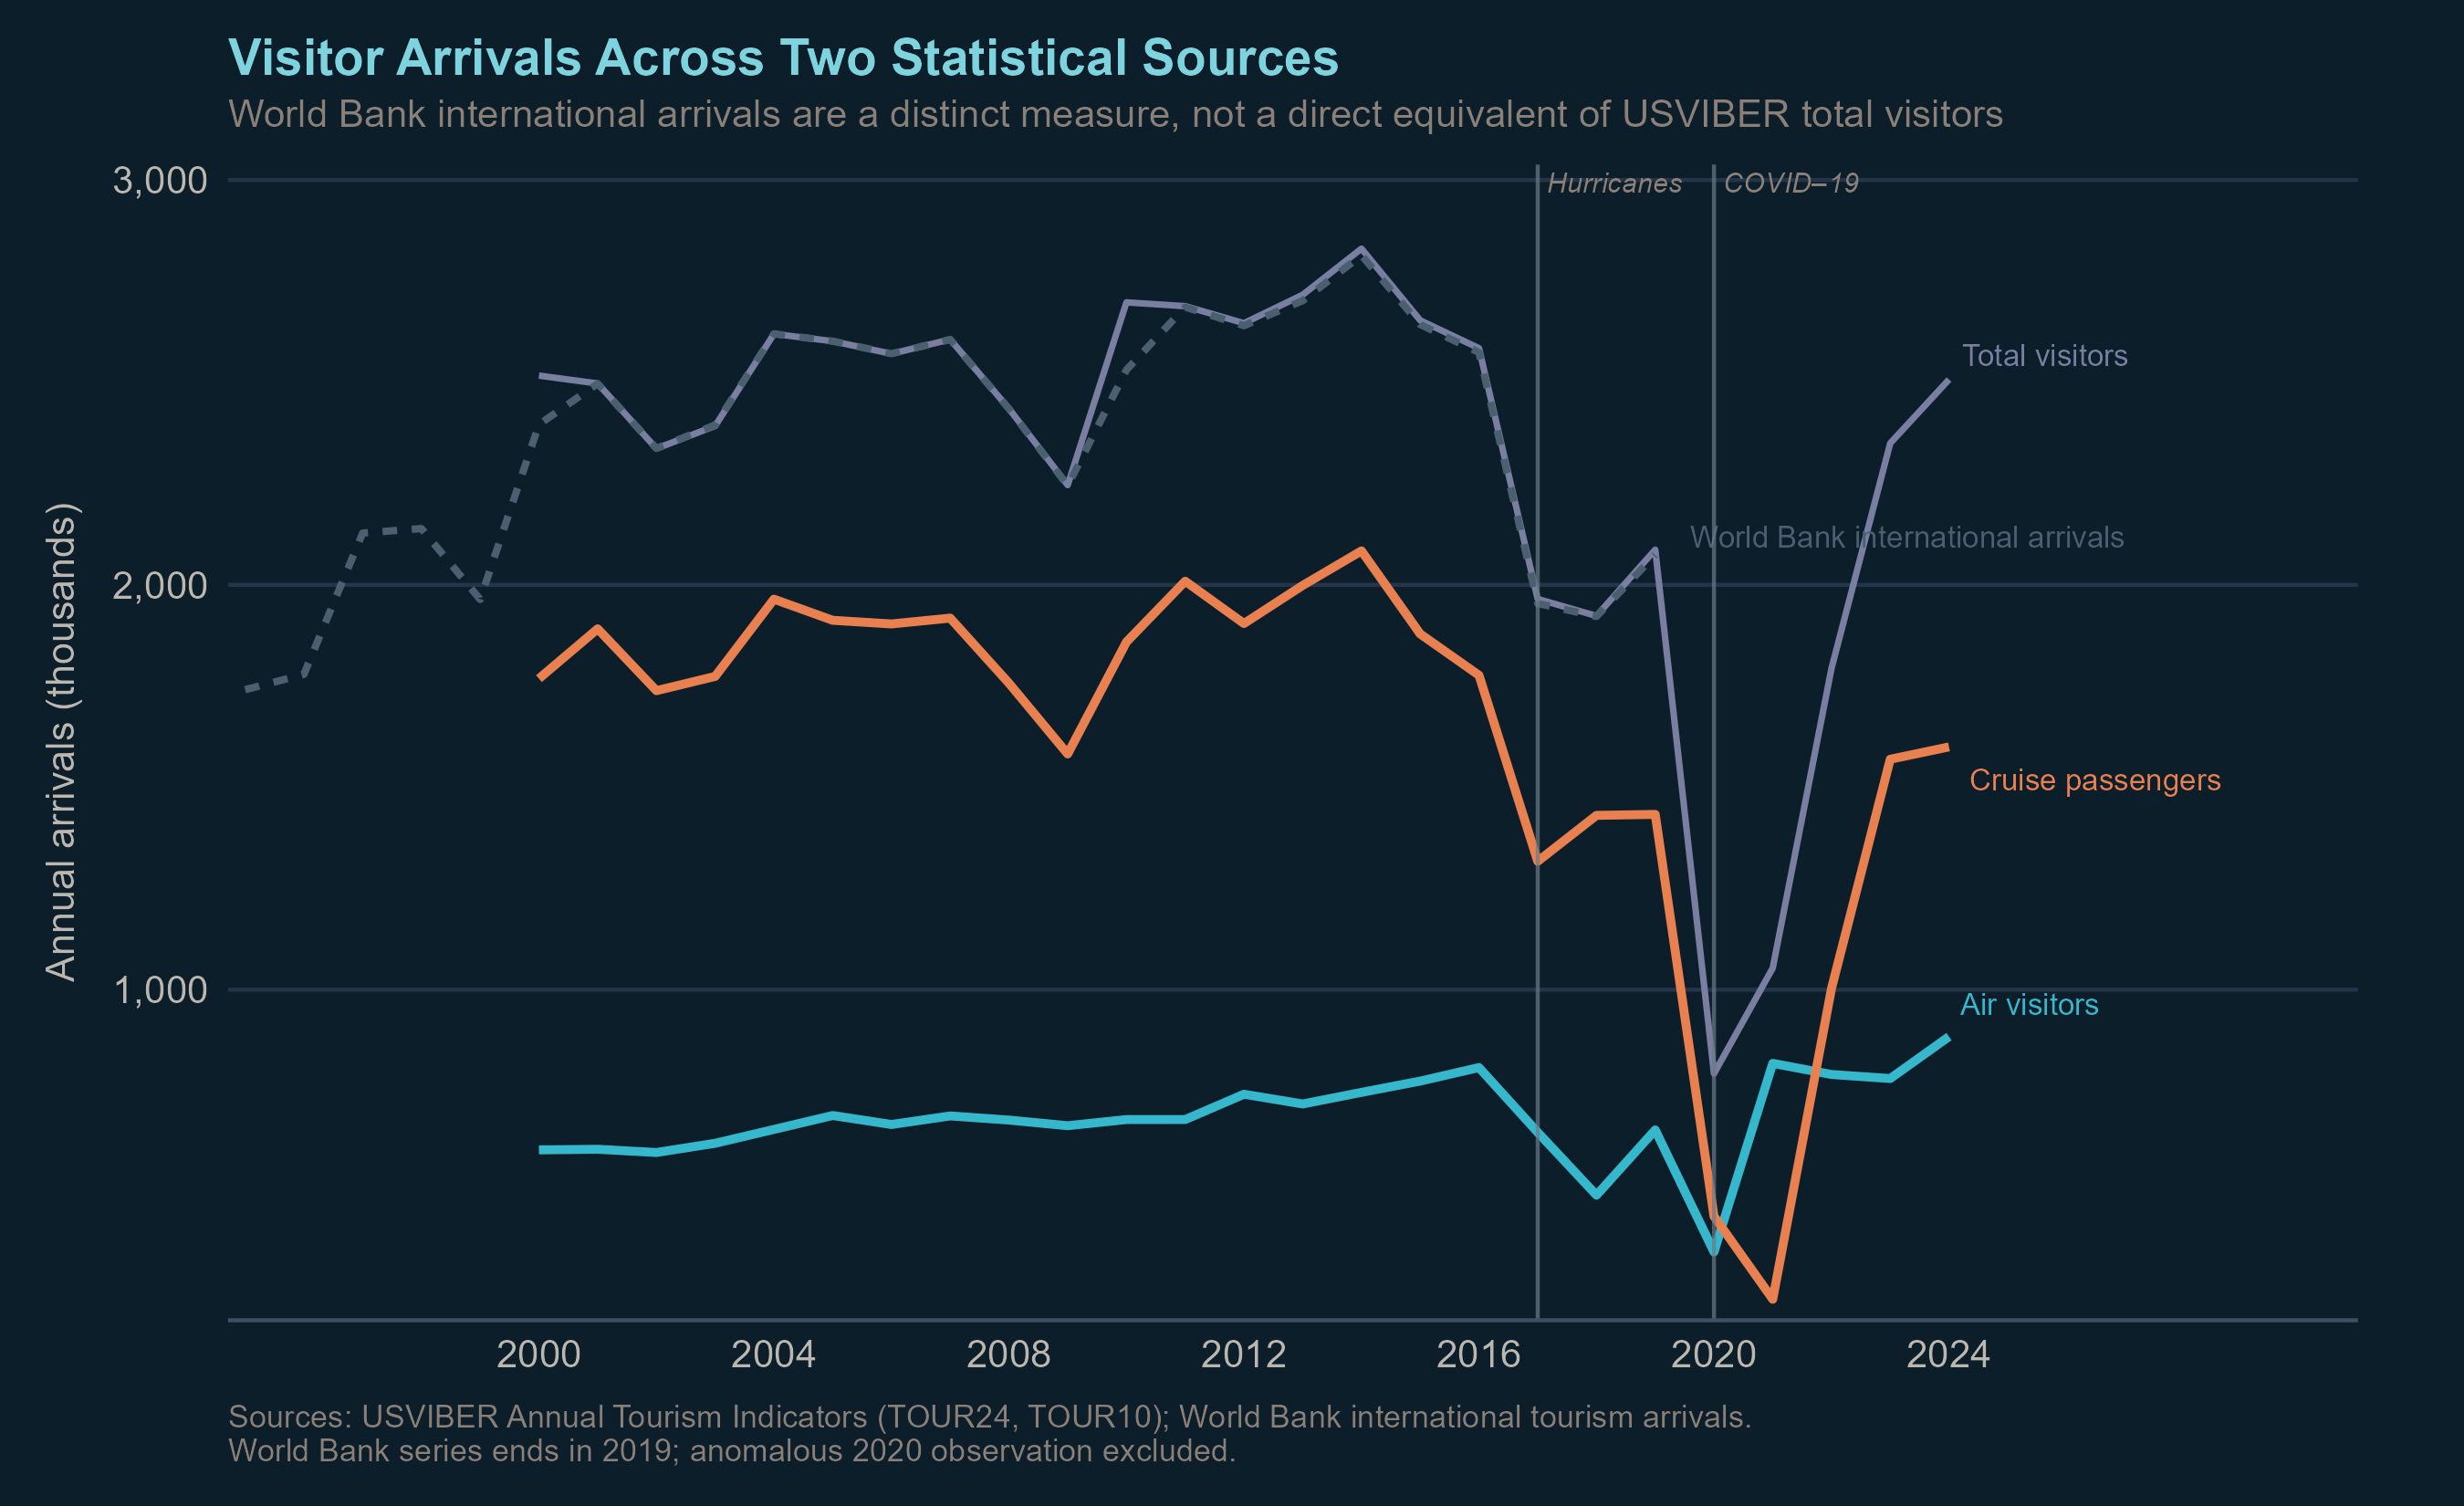 Visitor Arrivals Across Two Statistical Sources
World Bank international arrivals are a distinct measure, not a direct equivalent of USVIBER total visitors
3,000
Hurricanes
COVID–19
Total visitors
World Bank international arrivals
2,000
Annual arrivals (thousands)
Cruise passengers
1,000
Air visitors
2000 2004 2008 2012 2016 2020 2024
Sources: USVIBER Annual Tourism Indicators (TOUR24, TOUR10); World Bank international tourism arrivals.
World Bank series ends in 2019; anomalous 2020 observation excluded.